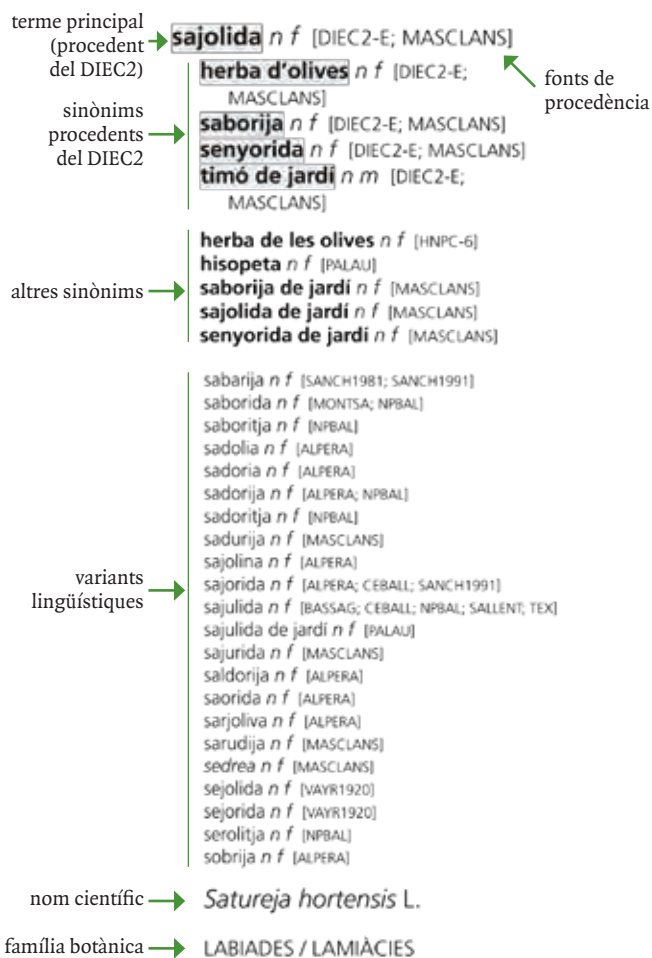 terme principal
(procedent
del DIEC2)
sajolida n f [DIEC2-E; MASCLANS]
fonts de
procedència
sinònims
procedents
del DIEC2
herba d'olives n f [DIEC2-E;
MASCLANS]
saborija n f [DIEC2-E; MASCLANS]
senyorida n f [DIEC2-E; MASCLANS]
timó de jardí n m [DIEC2-E;
MASCLANS]
altres sinònims
herba de les olives n f [HNPC-6]
hisopeta n f [PALAU]
saborija de jardí n f [MASCLANS]
sajolida de jardí n f [MASCLANS]
senyorida de jardí n f [MASCLANS]
variants
lingüístiques
sabarija n f [SANCH1981; SANCH1991]
saborida n f [MONTSA; NPBAL]
saboritja n f [NPBAL]
sadolia n f [ALPERA]
sadoria n f [ALPERA]
sadorija n f [ALPERA; NPBAL]
sadoritja n f [NPBAL]
sadurija n f [MASCLANS]
sajolina n f [ALPERA]
sajorida n f [ALPERA; CEBALL; SANCH1991]
sajulida n f [BASSAG; CEBALL; NPBAL; SALLENT; TEX]
sajulida de jardí n f [PALAU]
sajurida n f [MASCLANS]
saldorija n f [ALPERA]
saorida n f [ALPERA]
sarjoliva n f [ALPERA]
sarudija n f [MASCLANS]
sedrea n f [MASCLANS]
sejolida n f [VAYR1920]
sejorida n f [VAYR1920]
serolitja n f [NPBAL]
sobrija n f [ALPERA]
nom científic
Satureja hortensis L.
família botànica
LABIADES / LAMIÀCIES